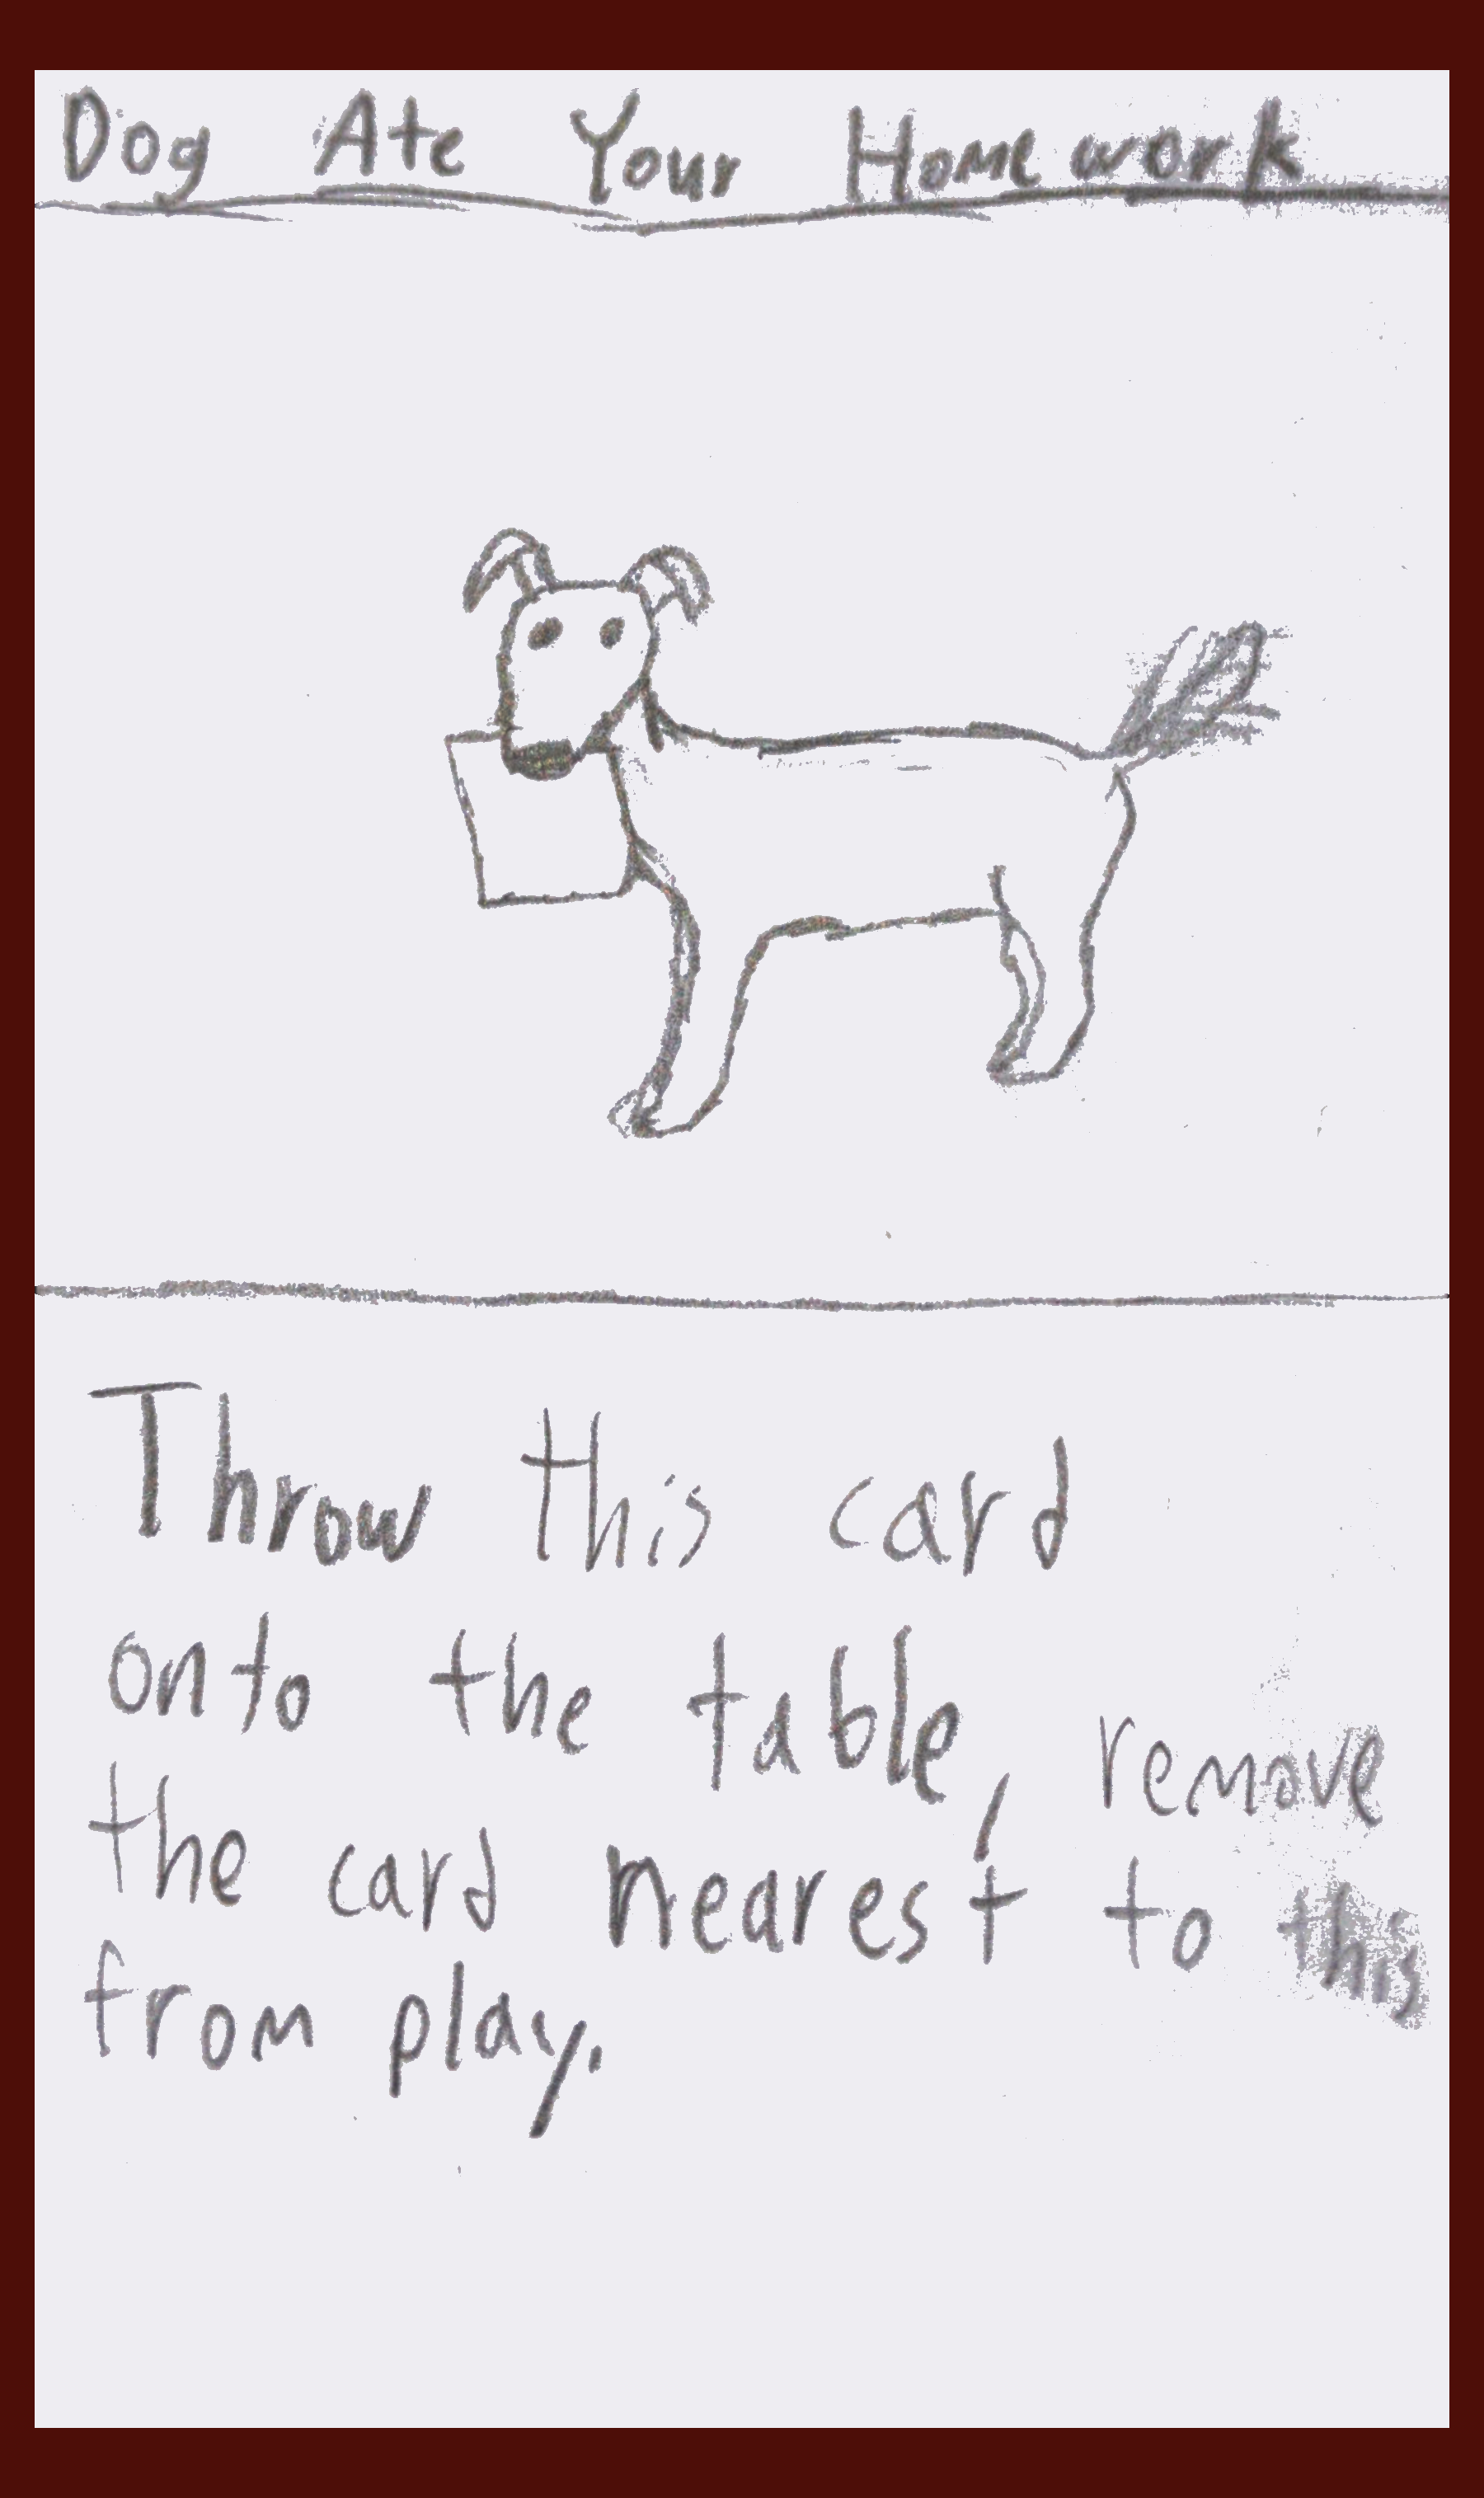 Dog Ate Your Homework
Throw this card
onto the table, remove
the card nearest to this
from play.